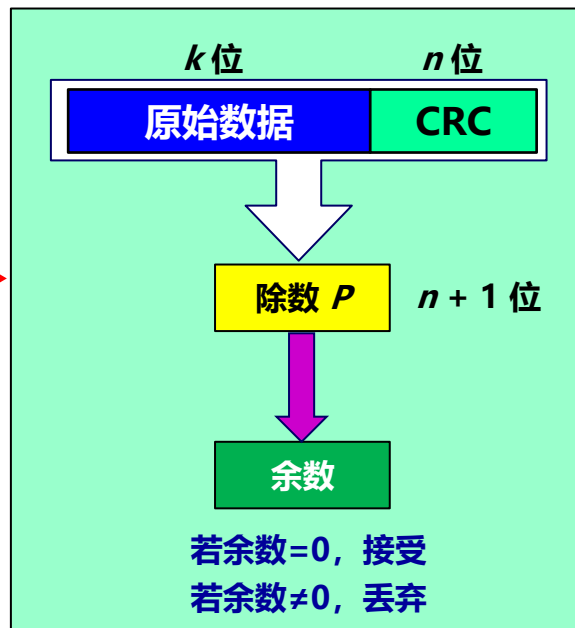 k 位 n 位
原始数据 CRC
除数 P n + 1 位
余数
若余数=0，接受
若余数≠0，丢弃